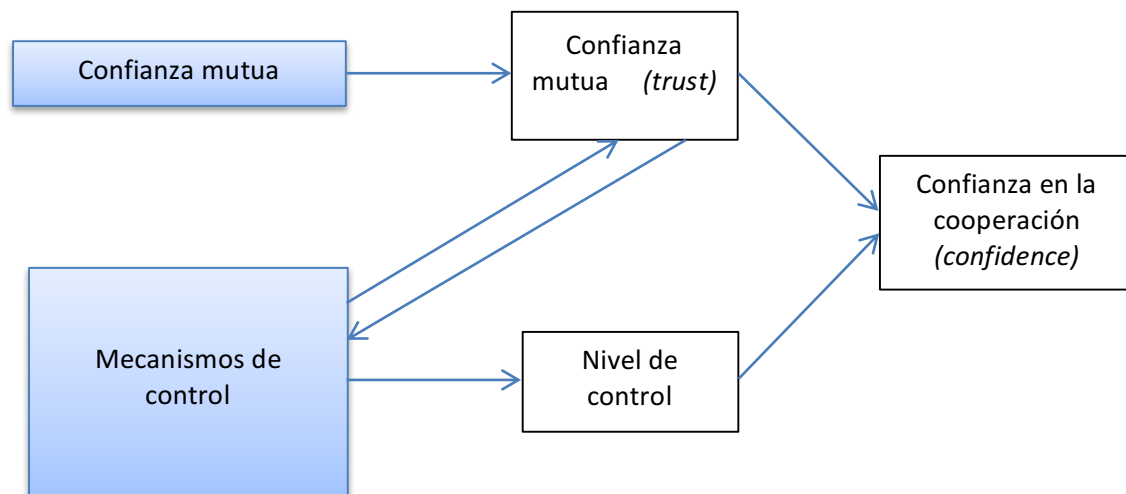 Confianza mutua
Confianza
mutua (trust)
Confianza en la
cooperación
(confidence)
Mecanismos de
control
Nivel de
control